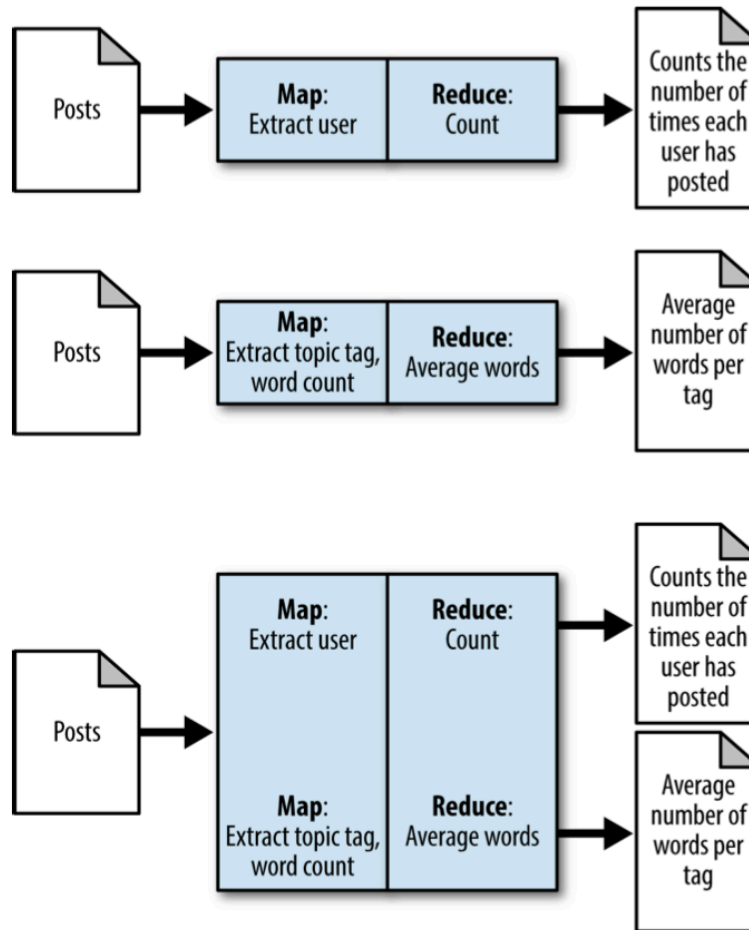 Posts
Map:
Extract user
Reduce:
Count
Counts the
number of
times each
user has
posted
Posts
Map:
Extract topic tag,
word count
Reduce:
Average words
Average
number of
words per
tag
Posts
Map:
Extract user
Reduce:
Count
Counts the
number of
times each
user has
posted
Map:
Extract topic tag,
word count
Reduce:
Average words
Average
number of
words per
tag